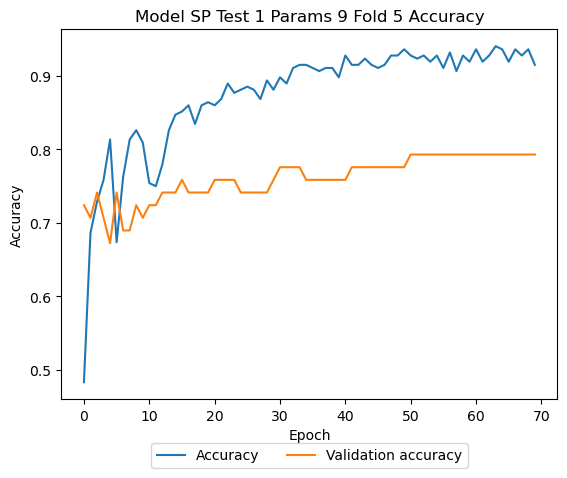 Model SP Test 1 Params 9 Fold 5 Accuracy
Accuracy
0.9
0.8
0.7
0.6
0.5
0 10 20 30 40 50 60 70
Epoch
Accuracy Validation accuracy